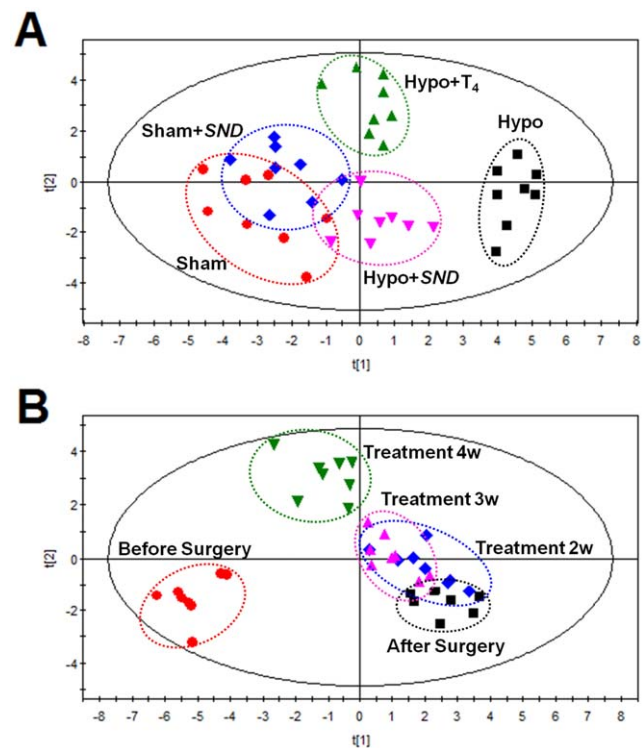 A
t[2]
4
2
0
-2
-4
Hypo+T4
Sham+SND
Hypo
Sham
Hypo+SND
-8 -7 -6 -5 -4 -3 -2 -1 0 1 2 3 4 5 6 7 8
t[1]
B
t[2]
4
2
0
-2
-4
Treatment 4w
Treatment 3w
Before Surgery
Treatment 2w
After Surgery
-8 -7 -6 -5 -4 -3 -2 -1 0 1 2 3 4 5 6 7 8
t[1]